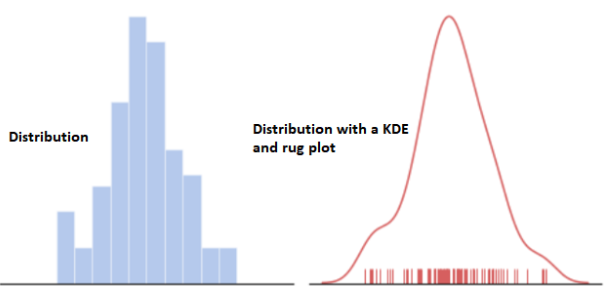 Distribution
Distribution with a KDE
and rug plot